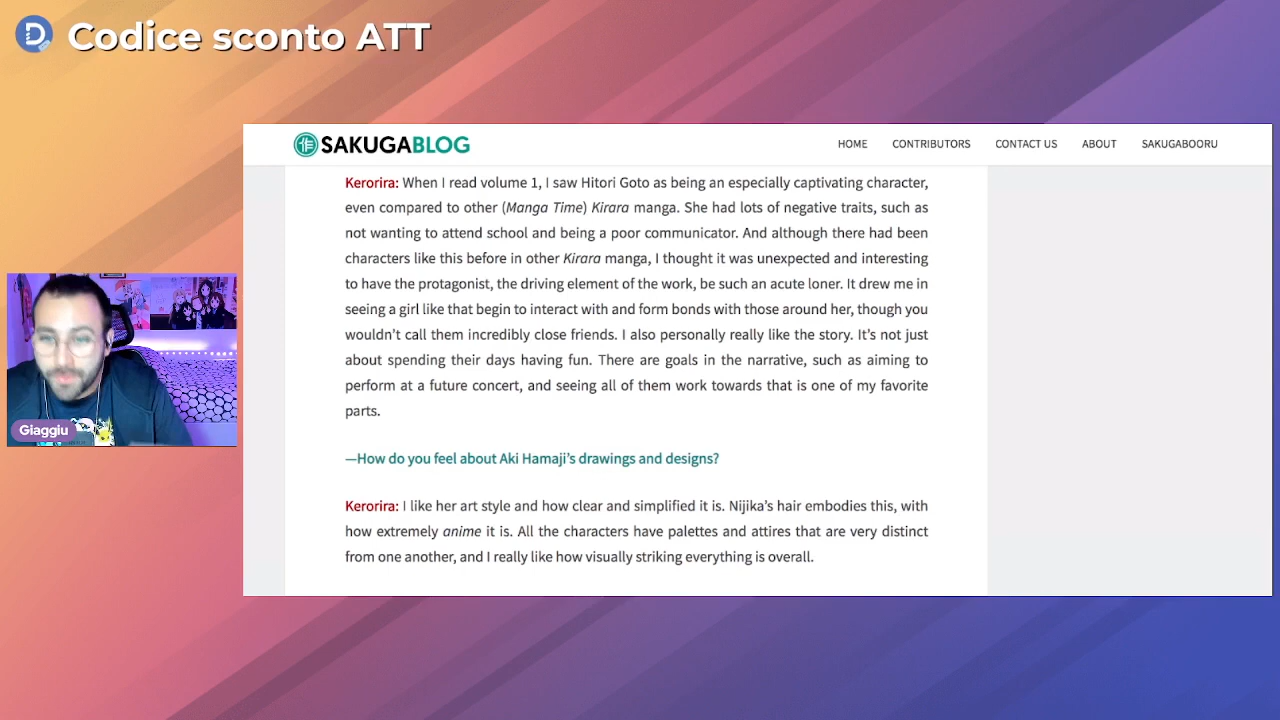 Codice sconto ATT
SAKUGABLOG
HOME CONTRIBUTORS CONTACT US ABOUT SAKUGABOORU
Kerorira: When I read volume 1, I saw Hitori Goto as being an especially captivating character,
even compared to other (Manga Time) Kirara manga. She had lots of negative traits, such as
not wanting to attend school and being a poor communicator. And although there had been
characters like this before in other Kirara manga, I thought it was unexpected and interesting
to have the protagonist, the driving element of the work, be such an acute loner. It drew me in
seeing a girl like that begin to interact with and form bonds with those around her, though you
wouldn’t call them incredibly close friends. I also personally really like the story. It’s not just
about spending their days having fun. There are goals in the narrative, such as aiming to
perform at a future concert, and seeing all of them work towards that is one of my favorite
parts.
Giaggiu
—How do you feel about Aki Hamaji’s drawings and designs?
Kerorira: I like her art style and how clear and simplified it is. Nijika’s hair embodies this, with
how extremely anime it is. All the characters have palettes and attires that are very distinct
from one another, and I really like how visually striking everything is overall.